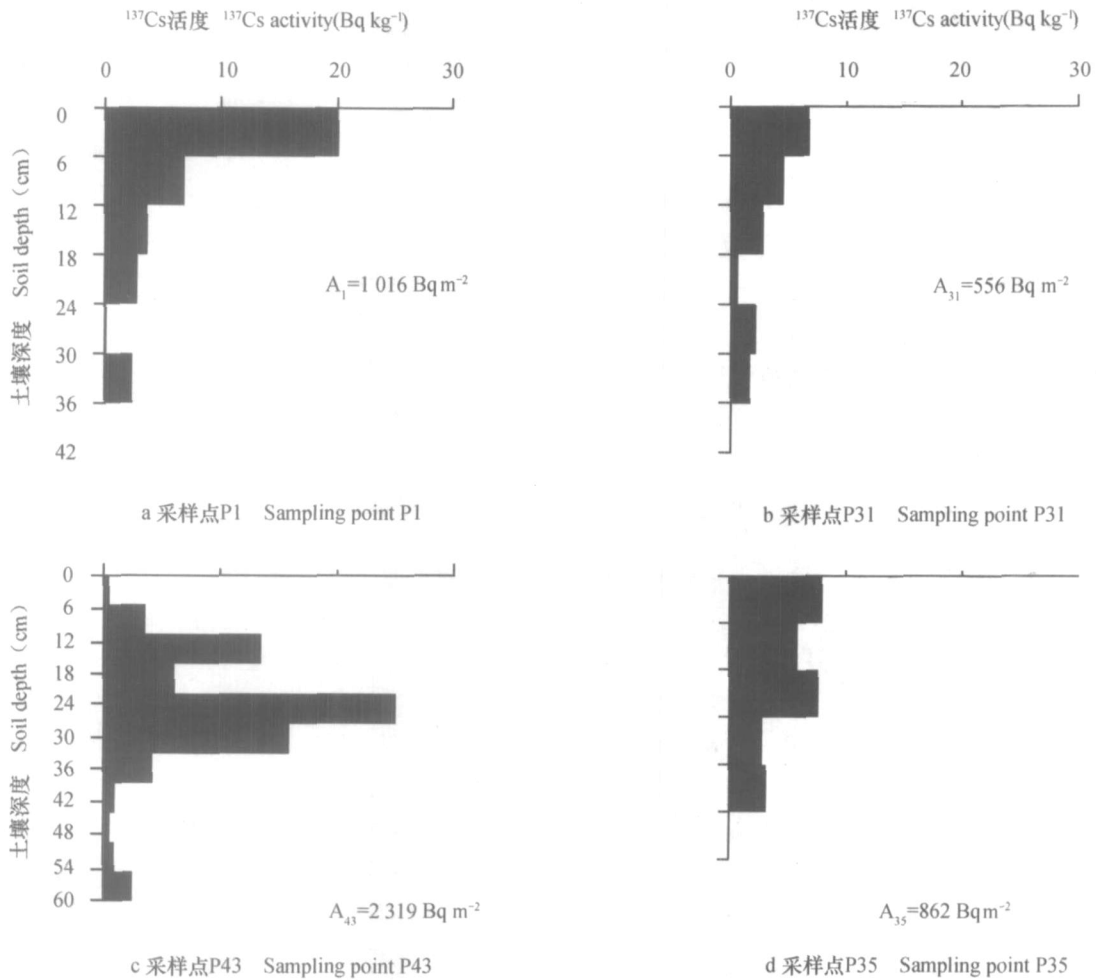 ¹³⁷Cs活度 ¹³⁷Cs activity(Bq kg⁻¹)
0 10 20 30
土壤深度 Soil depth（cm）
0
6
12
18
24
30
36
42
A₁=1 016 Bq m⁻²
a 采样点P1 Sampling point P1
¹³⁷Cs活度 ¹³⁷Cs activity(Bq kg⁻¹)
0 10 20 30
A₃₁=556 Bq m⁻²
b 采样点P31 Sampling point P31
土壤深度 Soil depth（cm）
0
6
12
18
24
30
36
42
48
54
60
A₄₃=2 319 Bq m⁻²
c 采样点P43 Sampling point P43
A₃₅=862 Bq m⁻²
d 采样点P35 Sampling point P35